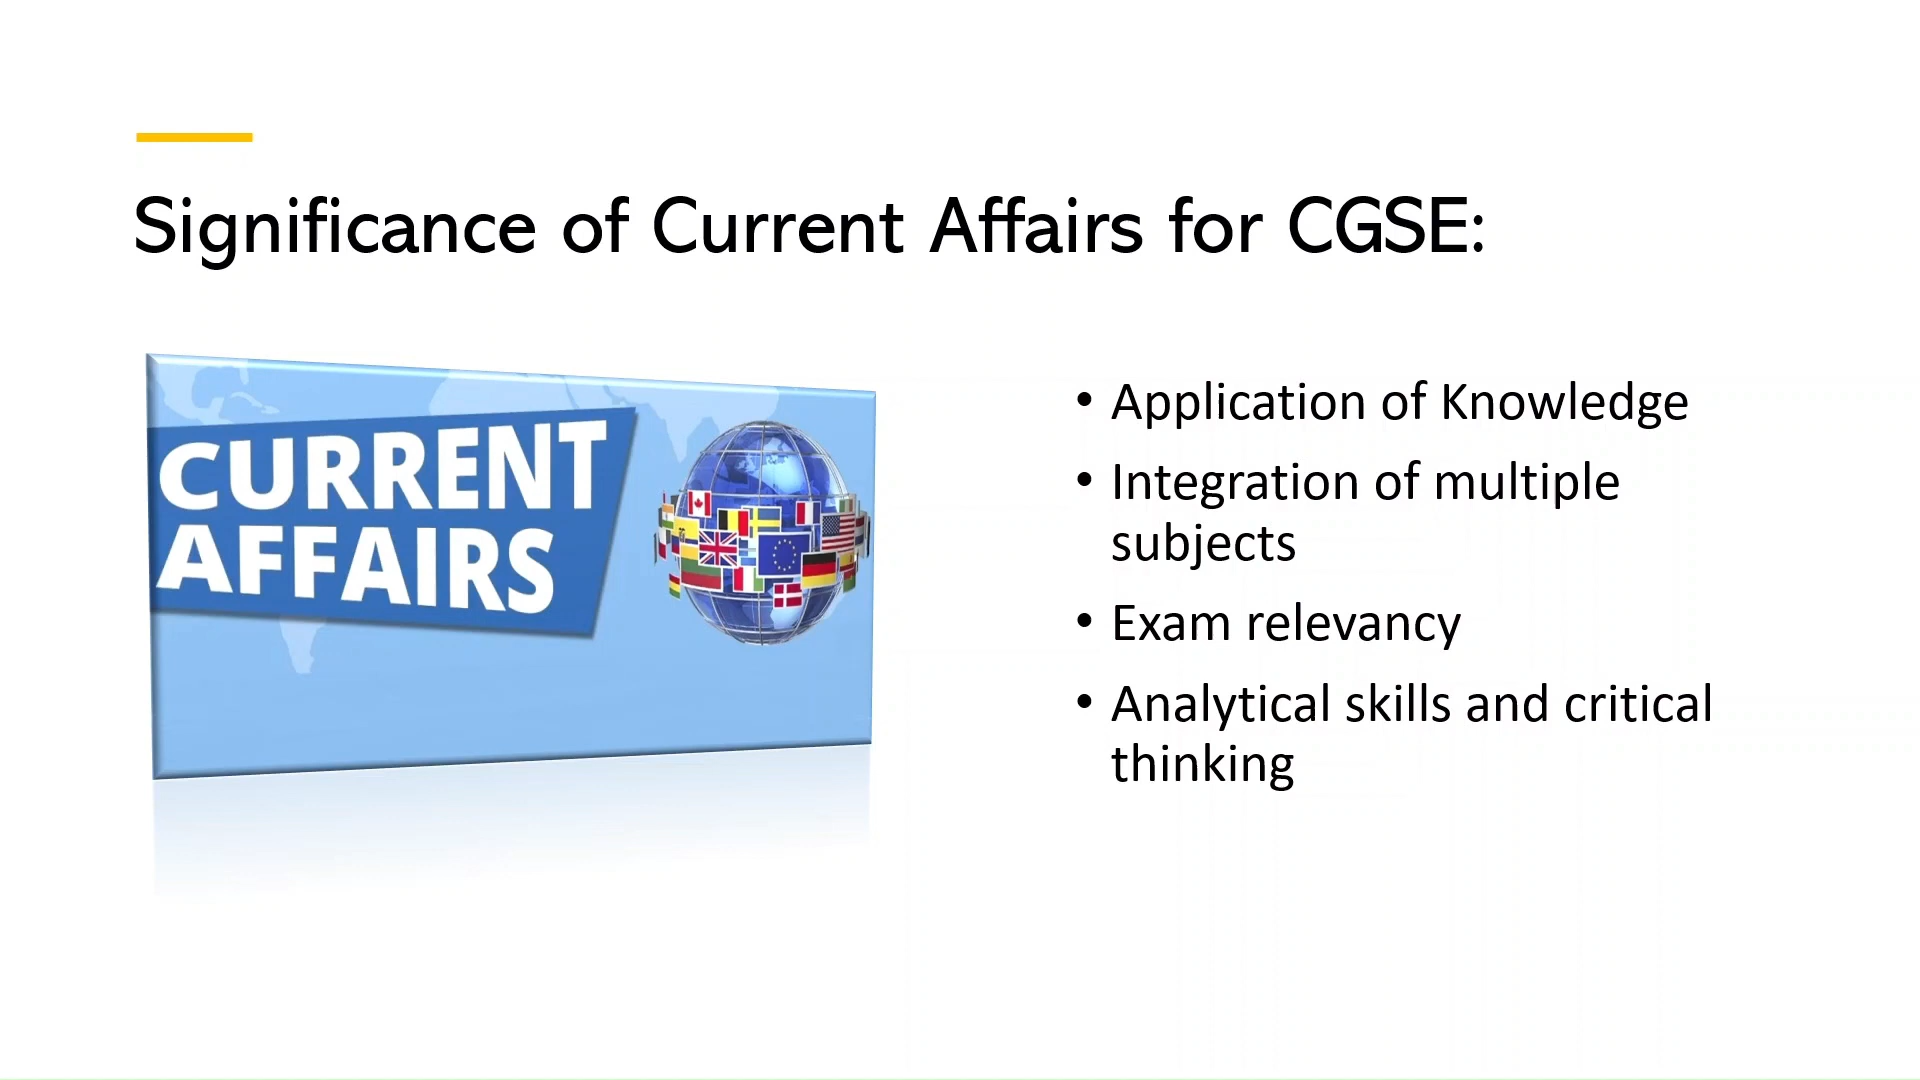 Significance of Current Affairs for CGSE:
CURRENT
AFFAIRS
• Application of Knowledge
• Integration of multiple
subjects
• Exam relevancy
• Analytical skills and critical
thinking